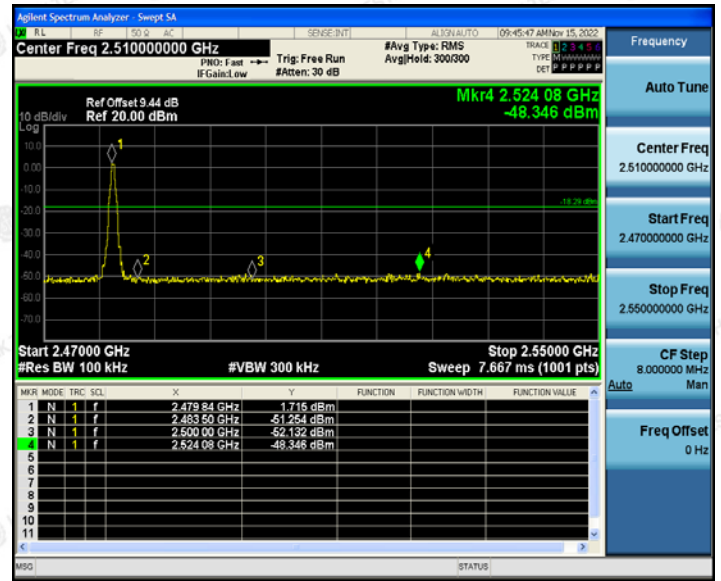 Agilent Spectrum Analyzer - Swept SA
RL RF 50 Ω AC SENSE:INT ALIGNAUTO 09:45:47 AM Nov 15, 2022
Center Freq 2.510000000 GHz
PNO: Fast
IFGain:Low
Trig: Free Run
#Atten: 30 dB
#Avg Type: RMS
Avg|Hold: 300/300
TRACE 1 2 3 4 5 6
TYPE M
DET P P P P P P
Frequency
Auto Tune
Center Freq
2.510000000 GHz
Start Freq
2.470000000 GHz
Stop Freq
2.550000000 GHz
CF Step
8.000000 MHz
Auto Man
Freq Offset
0 Hz
Mkr4 2.524 08 GHz
-48.346 dBm
Ref Offset 9.44 dB
Ref 20.00 dBm
10 dB/div
Log
10.0
0.00
-10.0
-20.0
-30.0
-40.0
-50.0
-60.0
-70.0
1
2
3
4
-18.29 dBm
Start 2.47000 GHz Stop 2.55000 GHz
#Res BW 100 kHz #VBW 300 kHz Sweep 7.667 ms (1001 pts)
MKR MODE TRC SCL X Y FUNCTION FUNCTION WIDTH FUNCTION VALUE
1 N 1 f 2.479 84 GHz 1.715 dBm
2 N 1 f 2.483 50 GHz -51.254 dBm
3 N 1 f 2.500 00 GHz -52.132 dBm
4 N 1 f 2.524 08 GHz -48.346 dBm
5
6
7
8
9
10
11
MSG STATUS